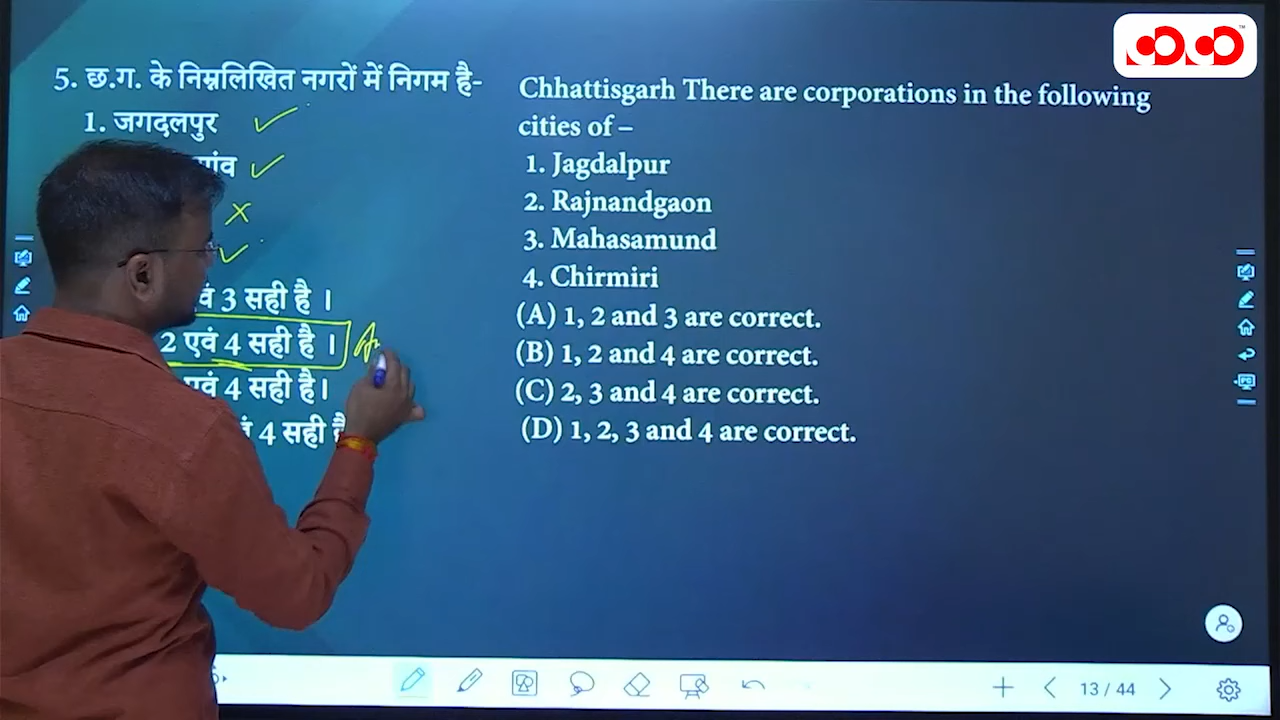 5. छ.ग. के निम्नलिखित नगरों में निगम है-
1. जगदलपुर
गांव
वं 3 सही है ।
2 एवं 4 सही है ।
एवं 4 सही है।
4 सही
Chhattisgarh There are corporations in the following
cities of –
1. Jagdalpur
2. Rajnandgaon
3. Mahasamund
4. Chirmiri
(A) 1, 2 and 3 are correct.
(B) 1, 2 and 4 are correct.
(C) 2, 3 and 4 are correct.
(D) 1, 2, 3 and 4 are correct.
13 / 44